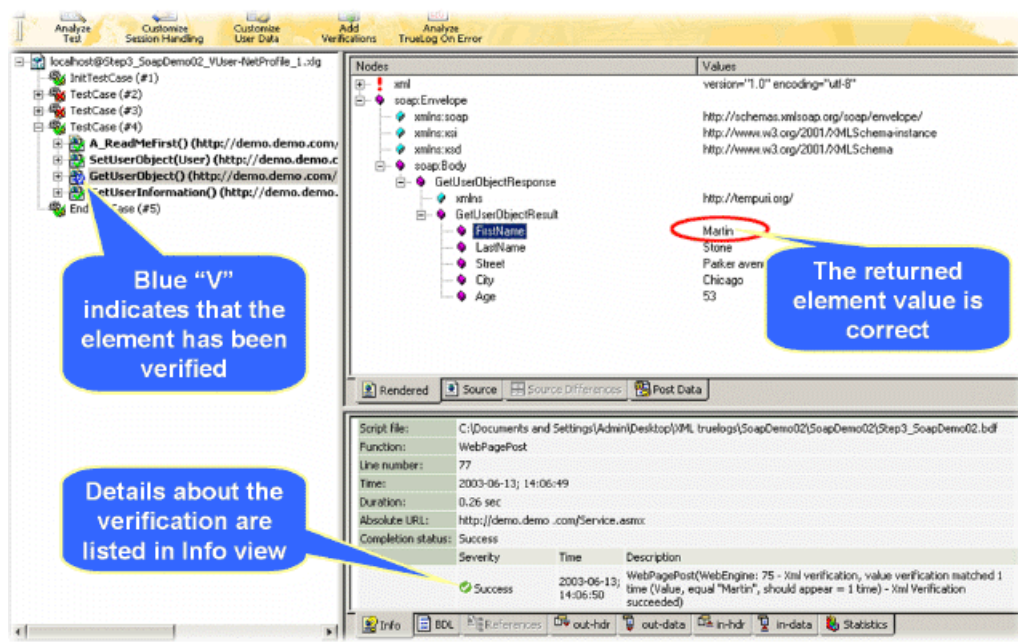 Analyze Test
Customize Session Handling
Customize User Data
Add Verifications
Analyze TrueLog On Error
localhost@Step3_SoapDemo02_VUser-NetProfile_1.xlg
InitTestCase (#1)
TestCase (#2)
TestCase (#3)
TestCase (#4)
A_ReadMeFirst() (http://demo.demo.com/
SetUserObject(User) (http://demo.demo.c
GetUserObject() (http://demo.demo.com/
GetUserInformation() (http://demo.demo.
Case (#5)
Blue “V”
indicates that the
element has been
verified
Nodes Values
xml version="1.0" encoding="utf-8"
soap:Envelope
xmlns:soap http://schemas.xmlsoap.org/soap/envelope/
xmlns:xsi http://www.w3.org/2001/XMLSchema-instance
xmlns:xsd http://www.w3.org/2001/XMLSchema
soap:Body
GetUserObjectResponse
xmlns http://tempuri.org/
GetUserObjectResult
FirstName Martin
LastName Stone
Street Parker aven
City Chicago
Age 53
The returned
element value is
correct
Rendered Source Source Differences Post Data
Script file: C:\Documents and Settings\Admin\Desktop\XML truelogs\SoapDemo02\SoapDemo02\Step3_SoapDemo02.bdf
Function: WebPagePost
Line number: 77
Time: 2003-06-13; 14:06:49
Duration: 0.26 sec
Absolute URL: http://demo.demo .com/Service.asmx
Completion status: Success
Severity Time Description
Success 2003-06-13; 14:06:50 WebPagePost(WebEngine: 75 - Xml verification, value verification matched 1
time (Value, equal "Martin", should appear = 1 time) - Xml Verification
succeeded)
Details about the
verification are
listed in Info view
Info BDL References out-hdr out-data in-hdr in-data Statistics